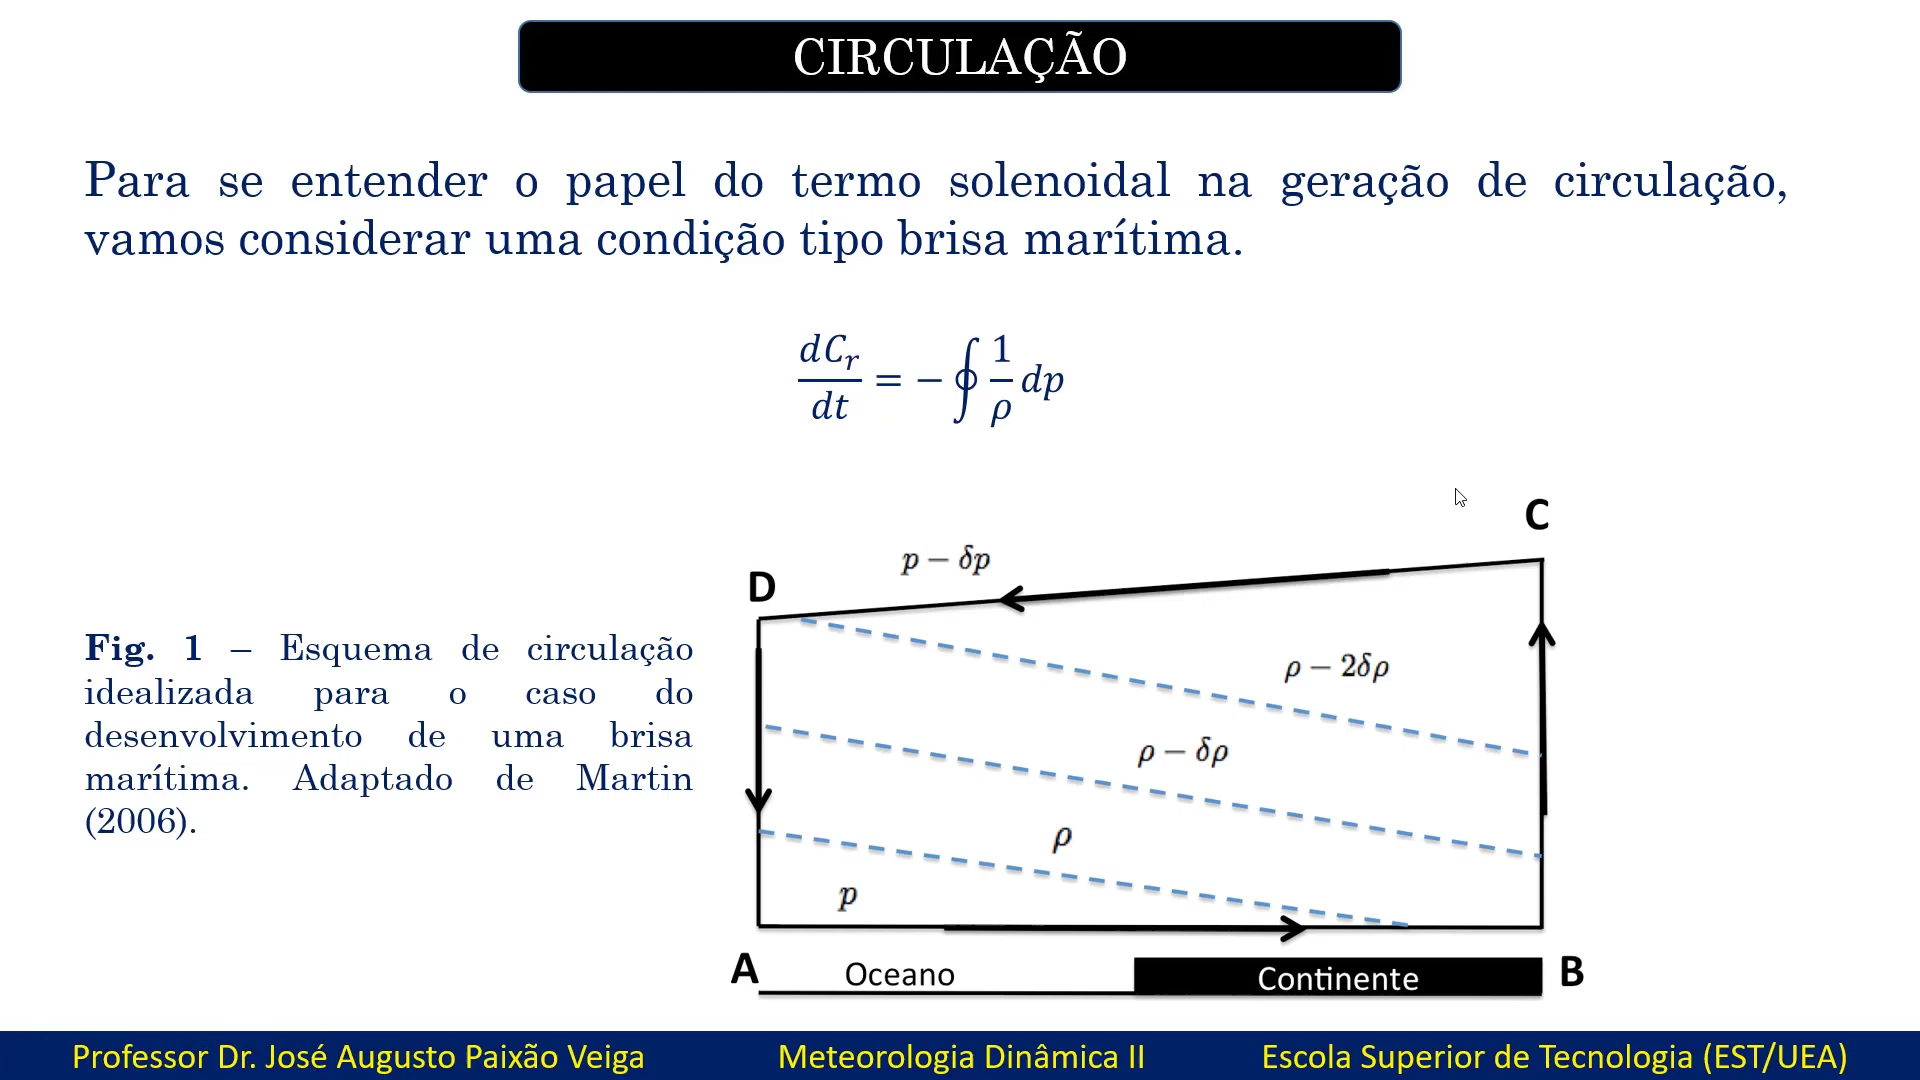 CIRCULAÇÃO
Para se entender o papel do termo solenoidal na geração de circulação,
vamos considerar uma condição tipo brisa marítima.
dC_r/dt = −∮ 1/ρ dp
C
p − δp
D
Fig. 1 – Esquema de circulação
idealizada para o caso do
desenvolvimento de uma brisa
marítima. Adaptado de Martin
(2006).
ρ − 2δρ
ρ − δρ
ρ
p
A
Oceano
Continente
B
Professor Dr. José Augusto Paixão Veiga
Meteorologia Dinâmica II
Escola Superior de Tecnologia (EST/UEA)